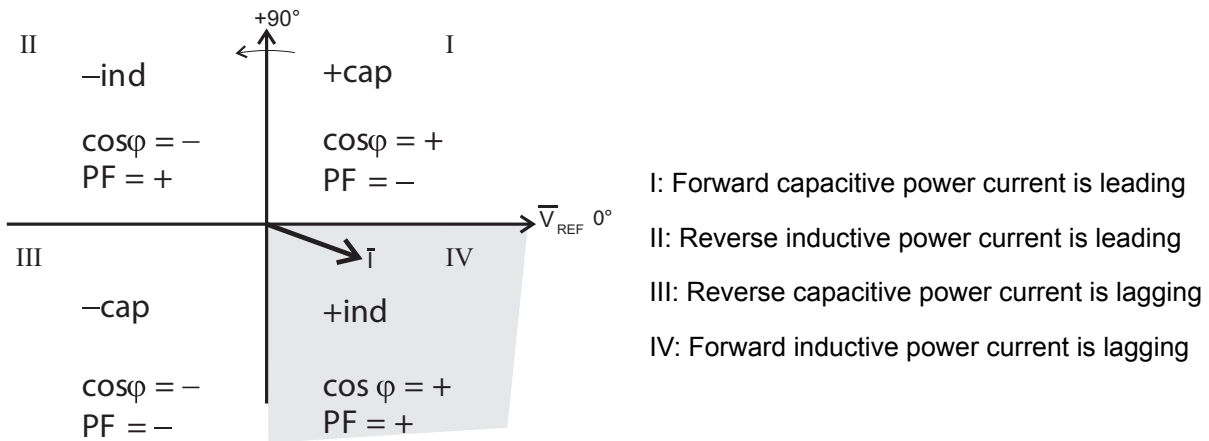 +90°
II
I
–ind
+cap
cosφ = –
PF = +
cosφ = +
PF = –
V REF 0°
III
Ī
IV
–cap
+ind
cosφ = –
PF = –
cos φ = +
PF = +
I: Forward capacitive power current is leading
II: Reverse inductive power current is leading
III: Reverse capacitive power current is lagging
IV: Forward inductive power current is lagging